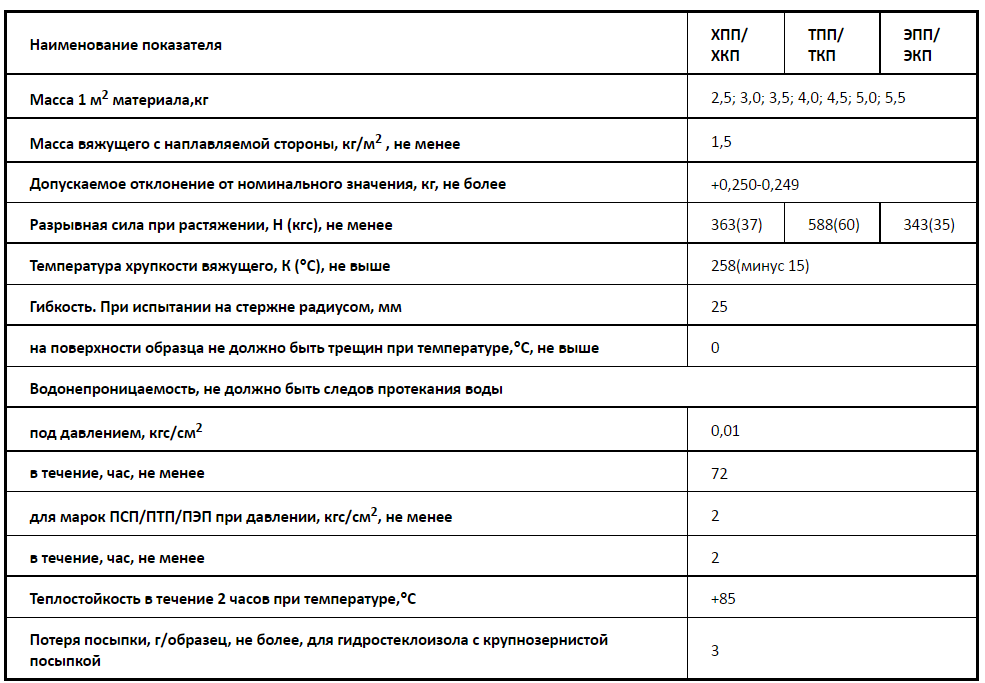 Наименование показателя
ХПП/
ХКП
ТПП/
ТКП
ЭПП/
ЭКП
Масса 1 м² материала,кг
2,5; 3,0; 3,5; 4,0; 4,5; 5,0; 5,5
Масса вяжущего с наплавляемой стороны, кг/м² , не менее
1,5
Допускаемое отклонение от номинального значения, кг, не более
+0,250-0,249
Разрывная сила при растяжении, Н (кгс), не менее
363(37)
588(60)
343(35)
Температура хрупкости вяжущего, К (°С), не выше
258(минус 15)
Гибкость. При испытании на стержне радиусом, мм
25
на поверхности образца не должно быть трещин при температуре,°С, не выше
0
Водонепроницаемость, не должно быть следов протекания воды
под давлением, кгс/см²
0,01
в течение, час, не менее
72
для марок ПСП/ПТП/ПЭП при давлении, кгс/см², не менее
2
в течение, час, не менее
2
Теплостойкость в течение 2 часов при температуре,°С
+85
Потеря посыпки, г/образец, не более, для гидростеклоизола с крупнозернистой
посыпкой
3